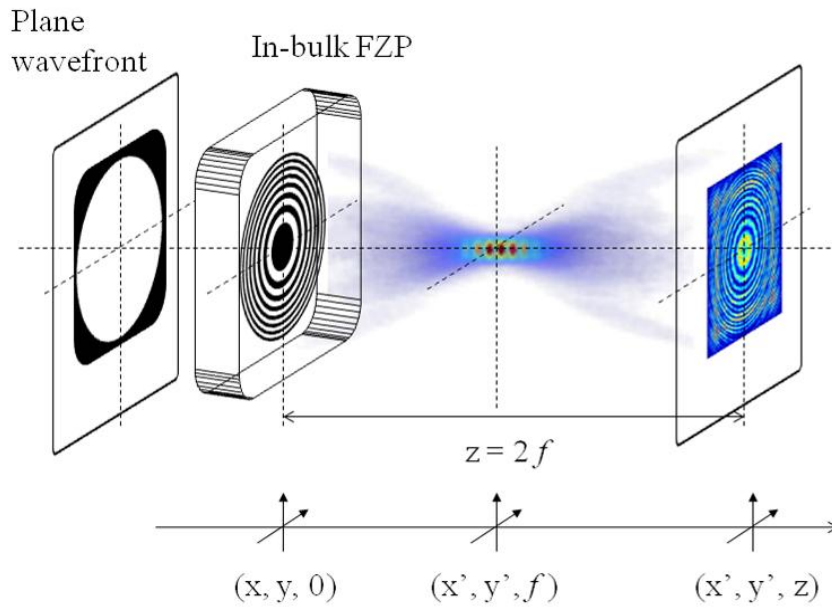 Plane
wavefront
In-bulk FZP
z = 2 f
(x, y, 0)
(x’, y’, f)
(x’, y’, z)